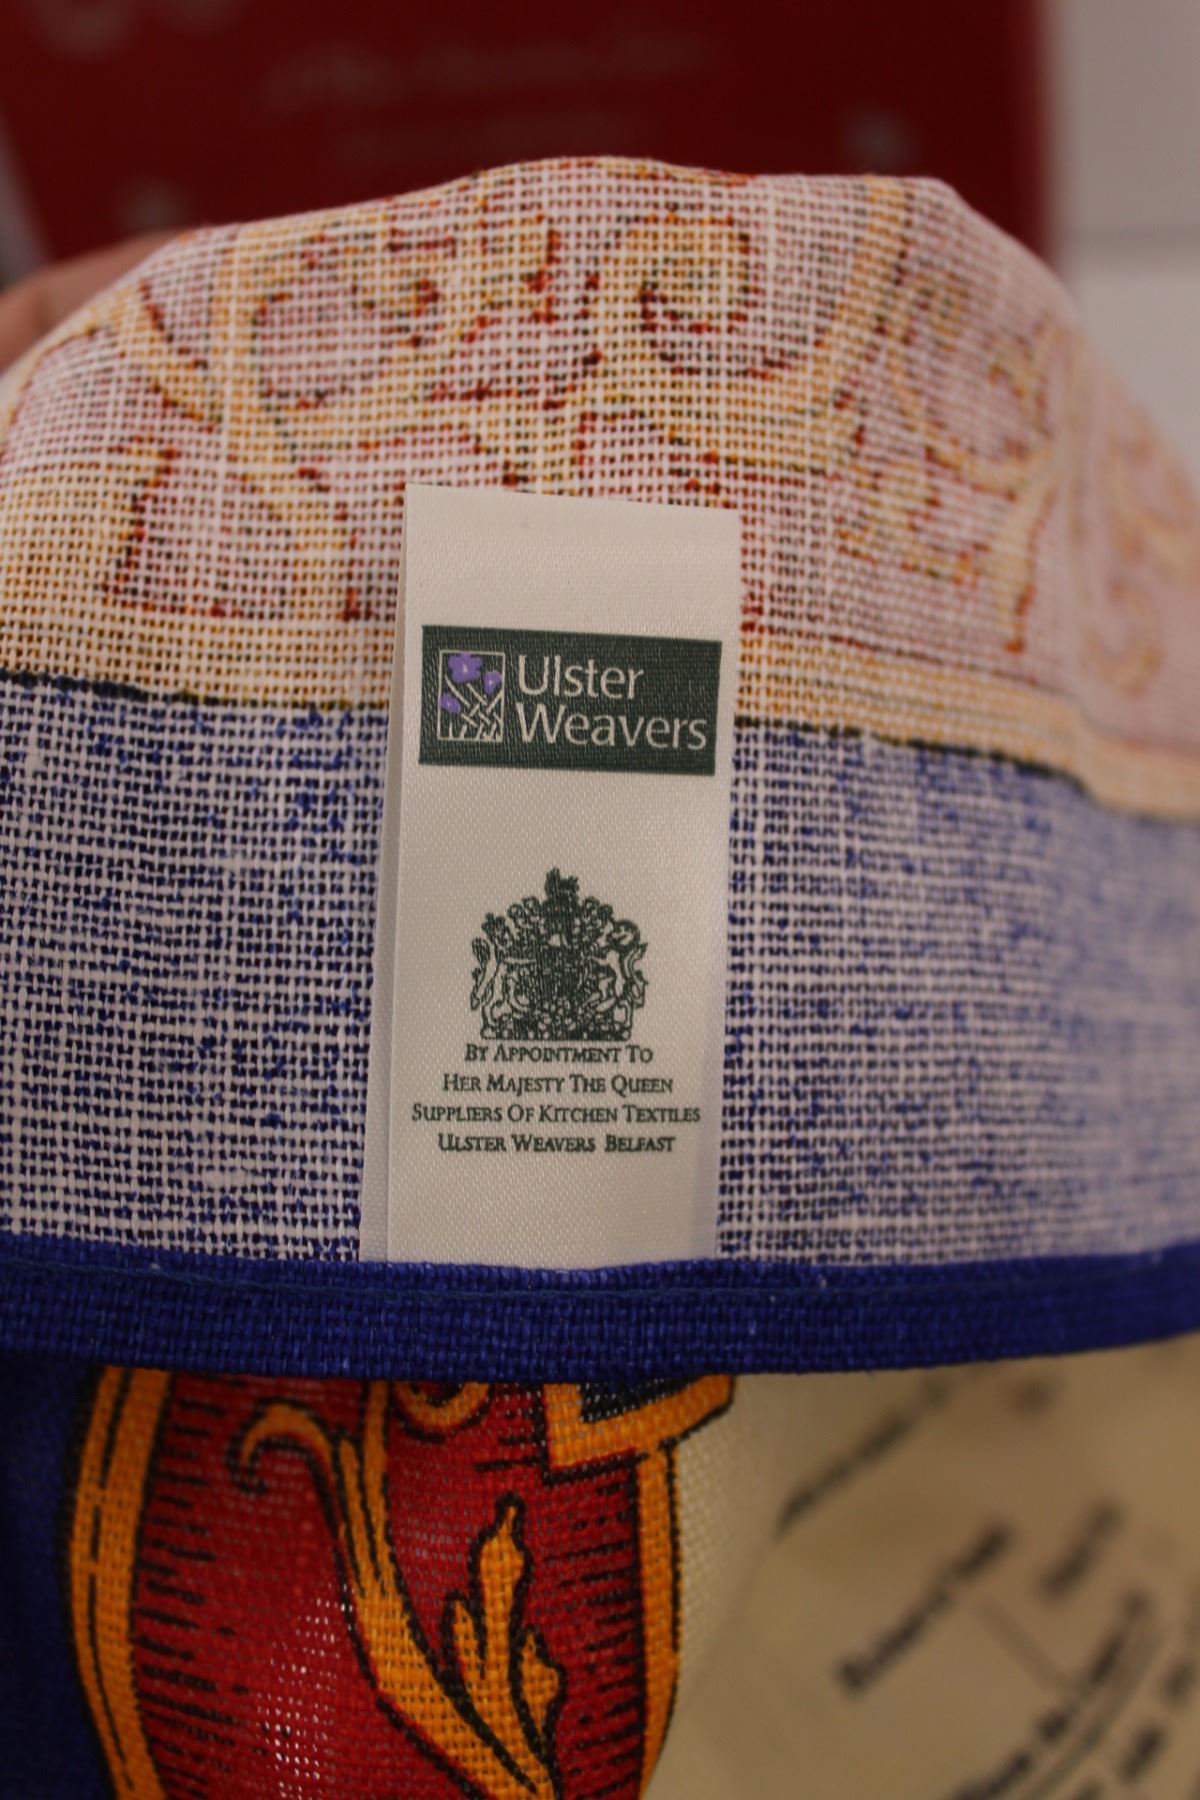 Ulster
Weavers
BY APPOINTMENT TO
HER MAJESTY THE QUEEN
SUPPLIERS OF KITCHEN TEXTILES
ULSTER WEAVERS BELFAST